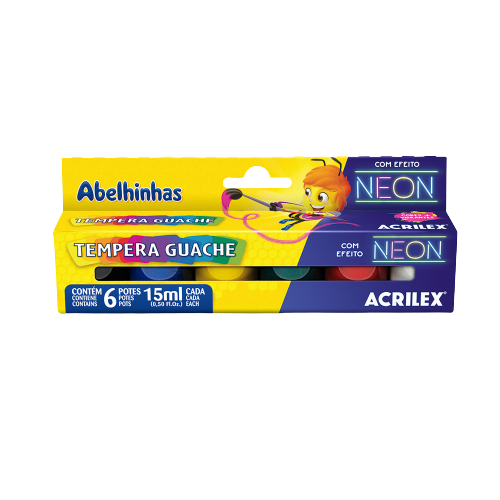 Abelhinhas
COM EFEITO
NEON
TEMPERA GUACHE
ACRILEX
TEMPERA GUACHE
COM
EFEITO
NEON
CONTÉM
CONTIENE
CONTAINS
6
POTES
POTES
POTS
15ml
(0,50 fl.Oz.)
CADA
CADA
EACH
ACRILEX®